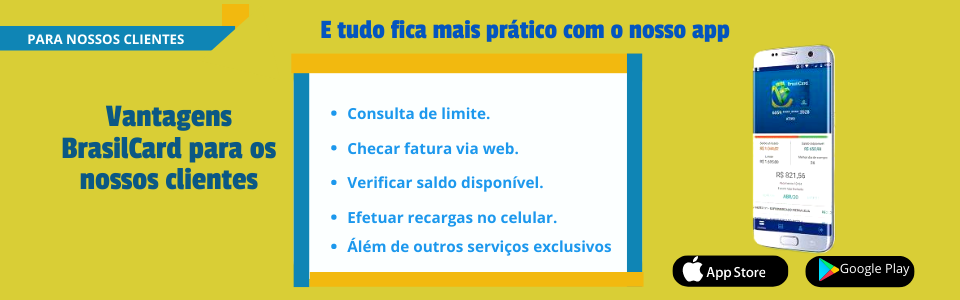 PARA NOSSOS CLIENTES
E tudo fica mais prático com o nosso app
Vantagens
BrasilCard para os
nossos clientes
• Consulta de limite.
• Checar fatura via web.
• Verificar saldo disponível.
• Efetuar recargas no celular.
• Álém de outros serviços exclusivos
BrasilCard
R$ 821,56
App Store
Google Play